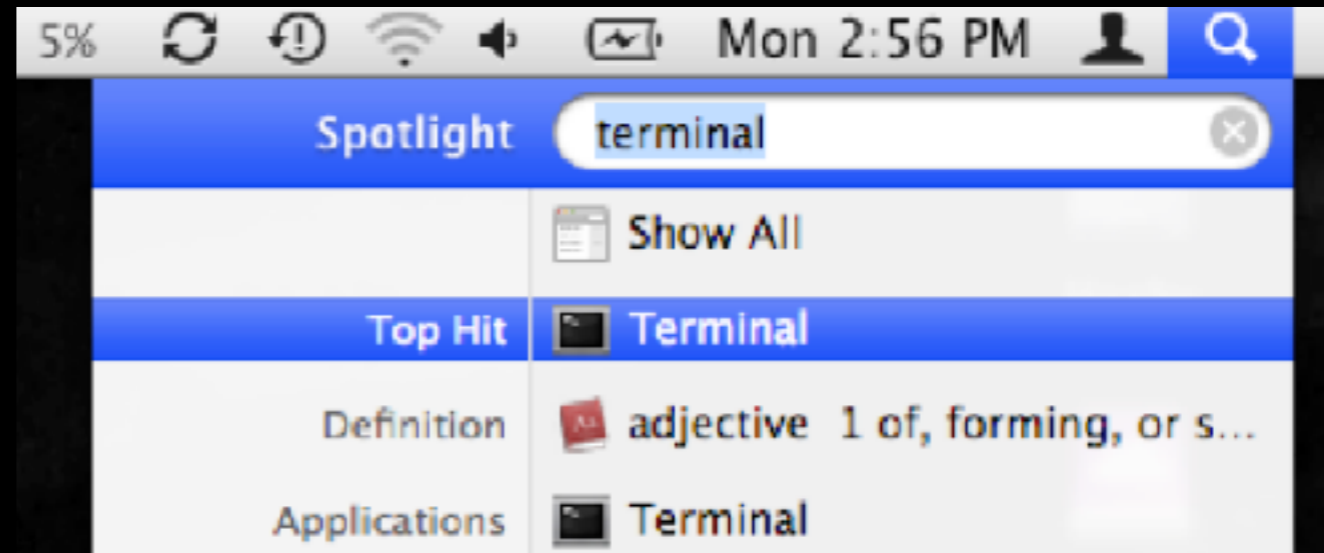 5% Mon 2:56 PM
Spotlight terminal
Show All
Top Hit Terminal
Definition adjective 1 of, forming, or s...
Applications Terminal